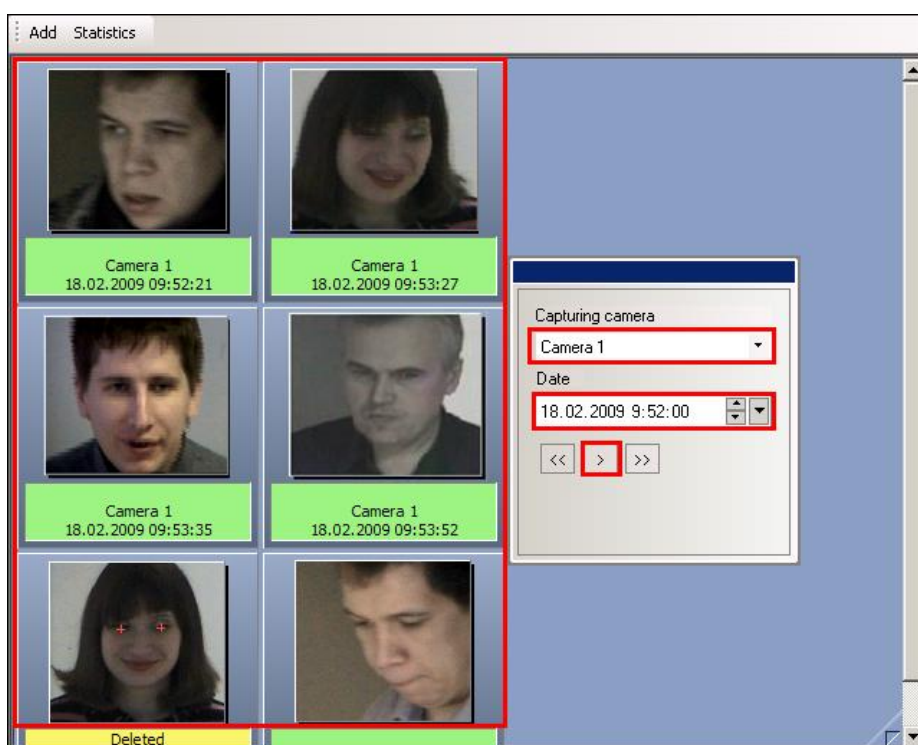 Add Statistics
Camera 1
18.02.2009 09:52:21
Camera 1
18.02.2009 09:53:27
Camera 1
18.02.2009 09:53:35
Camera 1
18.02.2009 09:53:52
Deleted
Capturing camera
Camera 1
Date
18.02.2009 9:52:00
<< > >>